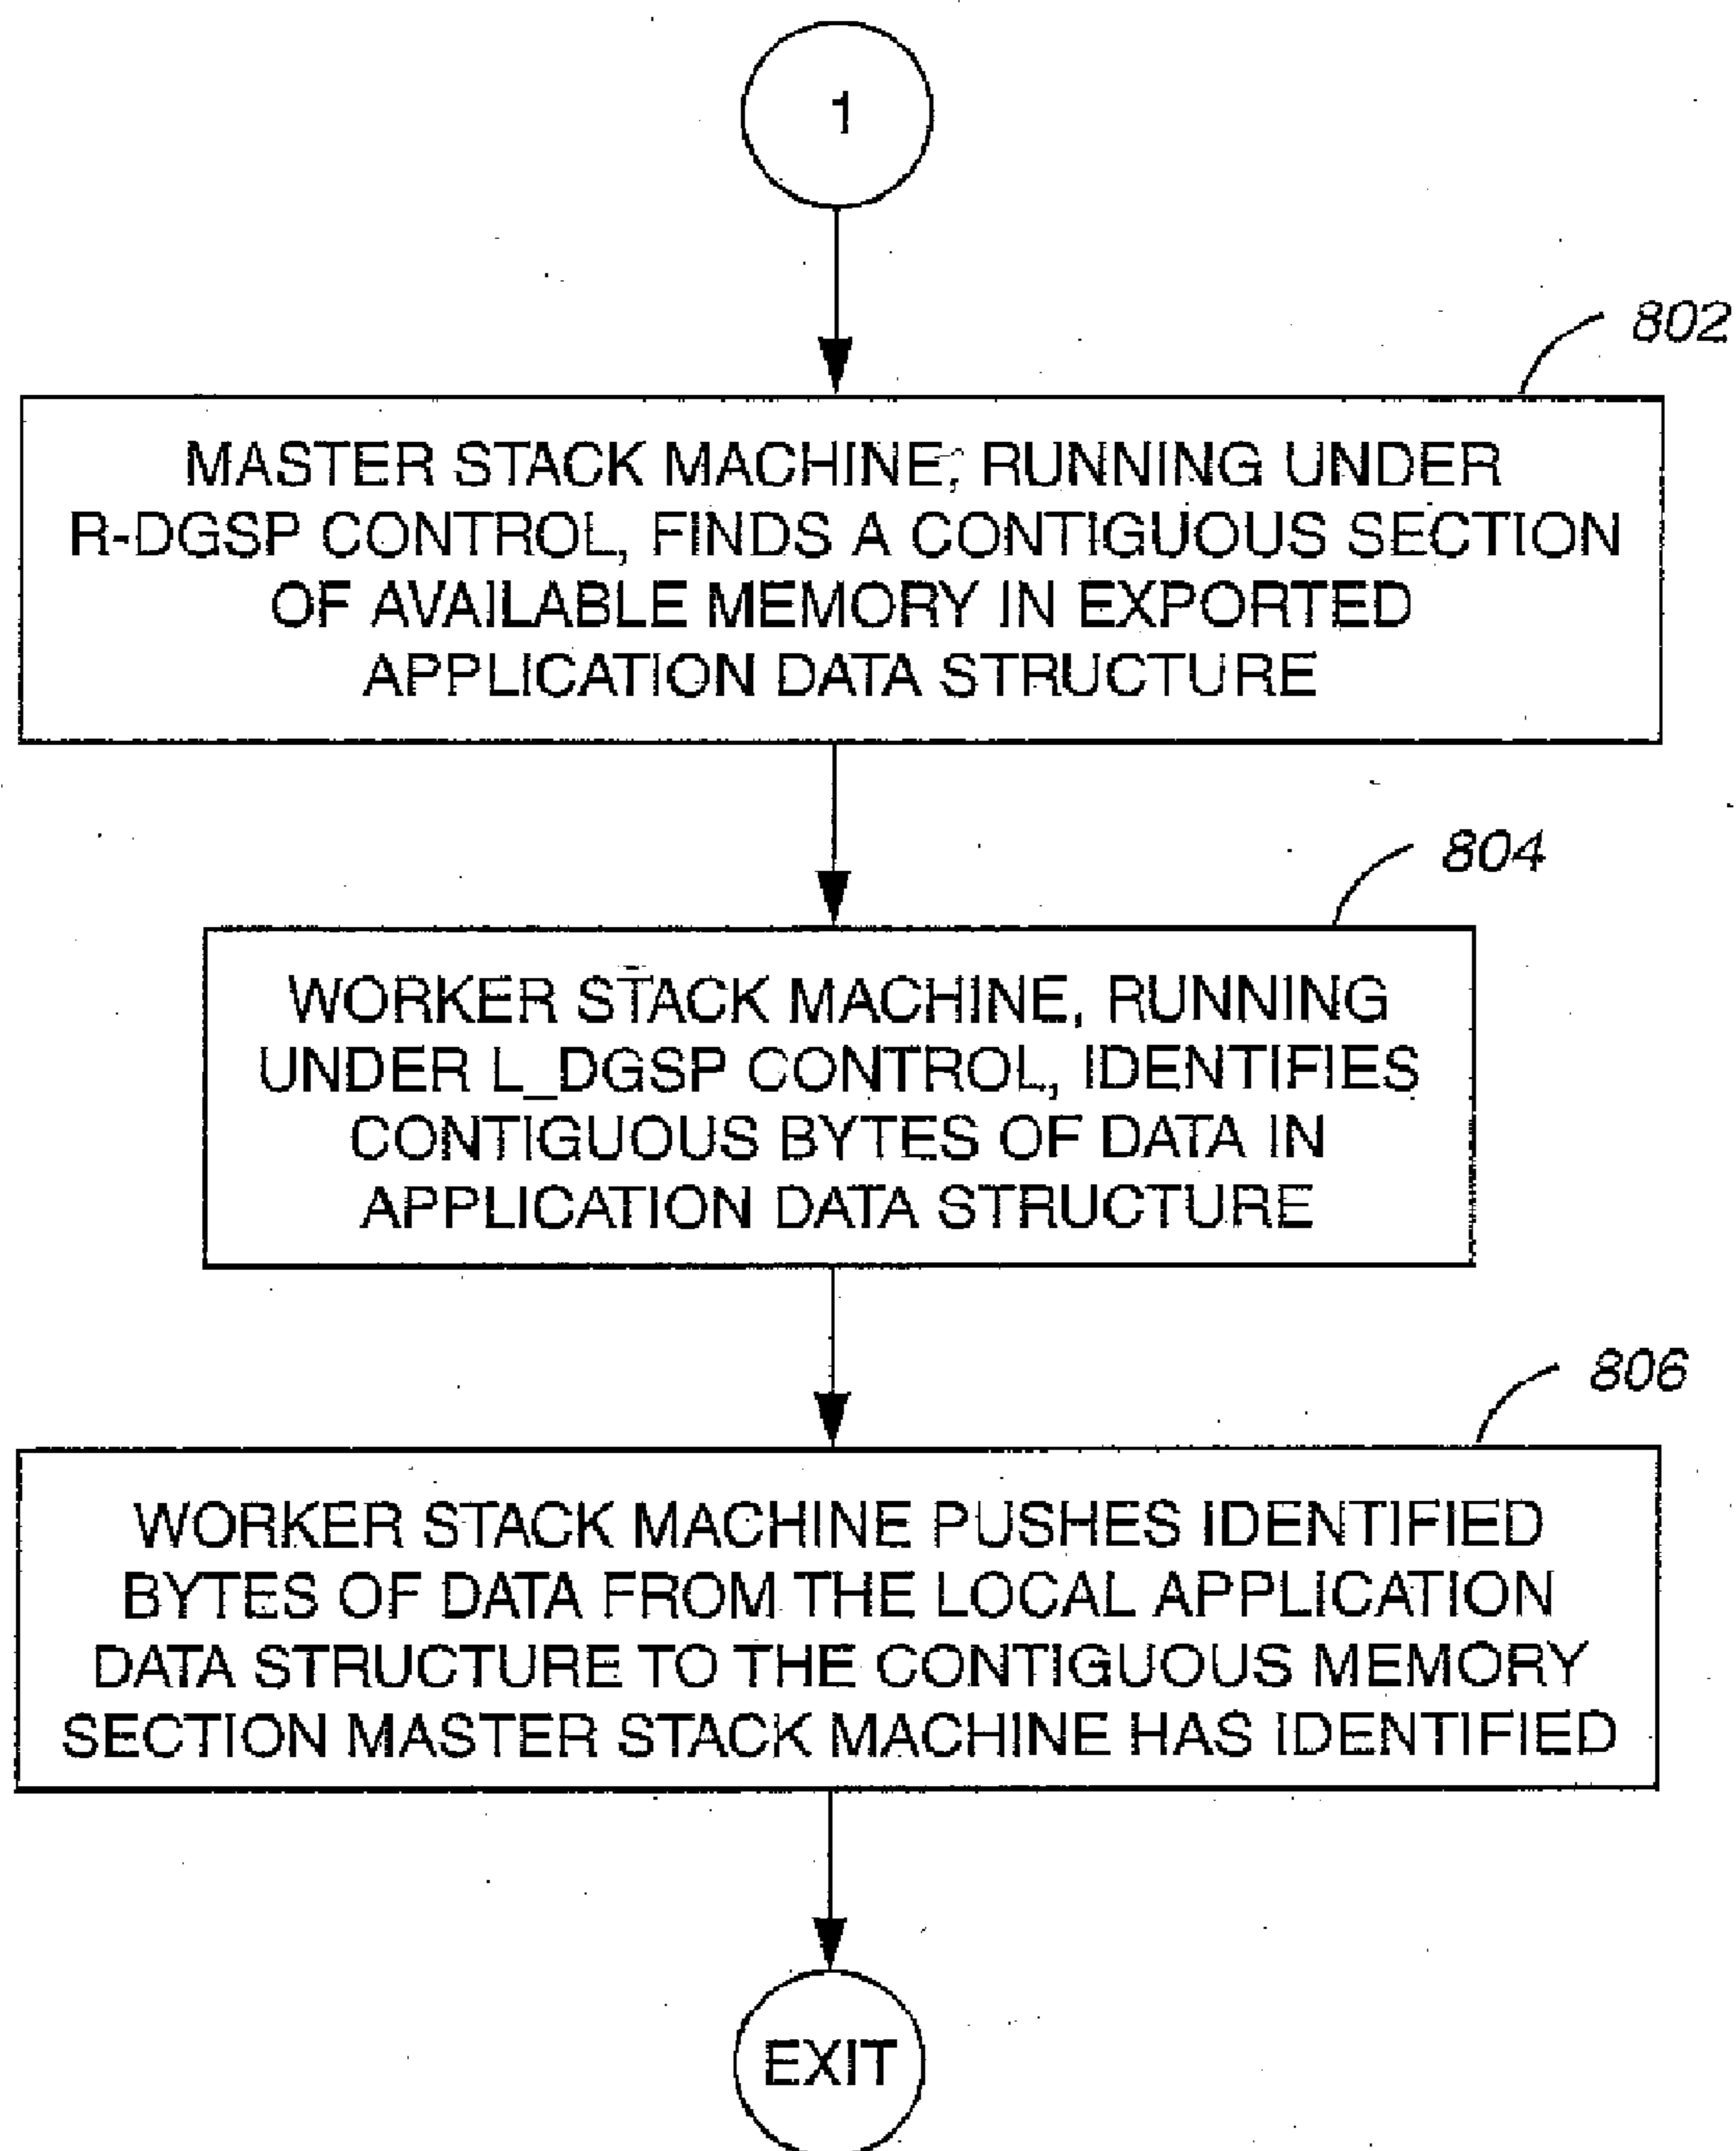 1
802
MASTER STACK MACHINE, RUNNING UNDER
R-DGSP CONTROL, FINDS A CONTIGUOUS SECTION
OF AVAILABLE MEMORY IN EXPORTED
APPLICATION DATA STRUCTURE
804
WORKER STACK MACHINE, RUNNING
UNDER L_DGSP CONTROL, IDENTIFIES
CONTIGUOUS BYTES OF DATA IN
APPLICATION DATA STRUCTURE
806
WORKER STACK MACHINE PUSHES IDENTIFIED
BYTES OF DATA FROM THE LOCAL APPLICATION
DATA STRUCTURE TO THE CONTIGUOUS MEMORY
SECTION MASTER STACK MACHINE HAS IDENTIFIED
EXIT